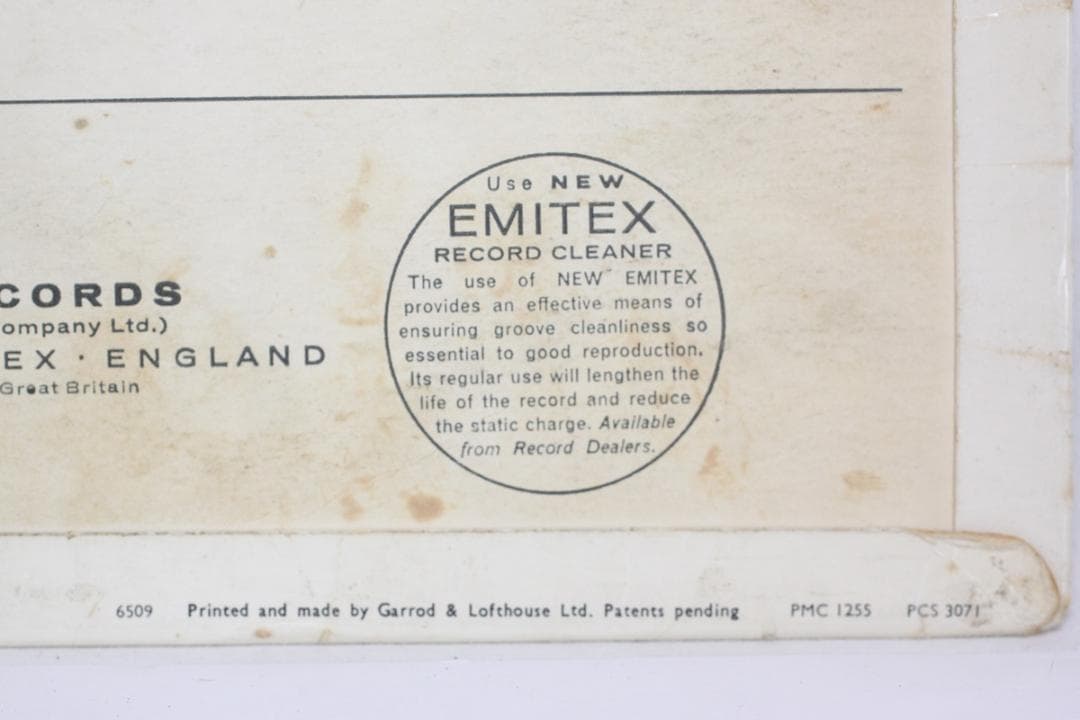 CORDS
ompany Ltd.)
EX · ENGLAND
Great Britain
Use NEW
EMITEX
RECORD CLEANER
The use of NEW EMITEX
provides an effective means of
ensuring groove cleanliness so
essential to good reproduction.
Its regular use will lengthen the
life of the record and reduce
the static charge. Available
from Record Dealers.
6509 Printed and made by Garrod & Lofthouse Ltd. Patents pending PMC 1255 PCS 3071